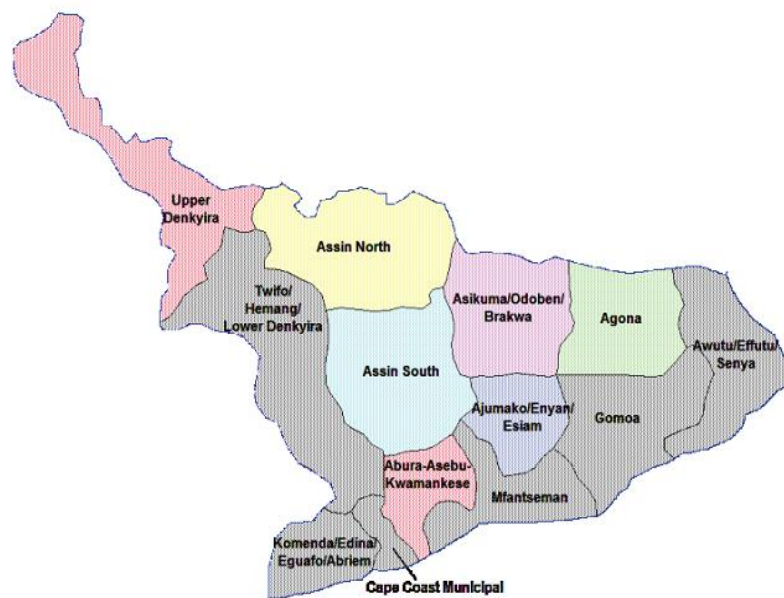 Upper
Denkyira
Assin North
Twifo/
Hemang/
Lower Denkyira
Asikuma/Odoben/
Brakwa
Agona
Awutu/Effutu/
Senya
Assin South
Ajumako/Enyan/
Esiam
Gomoa
Abura-Asebu-
Kwamankese
Mfantseman
Komenda/Edina/
Eguafo/Abriem
Cape Coast Municipal